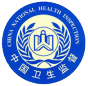 CHINA NATIONAL HEALTH INSPECTION
中国卫生监督